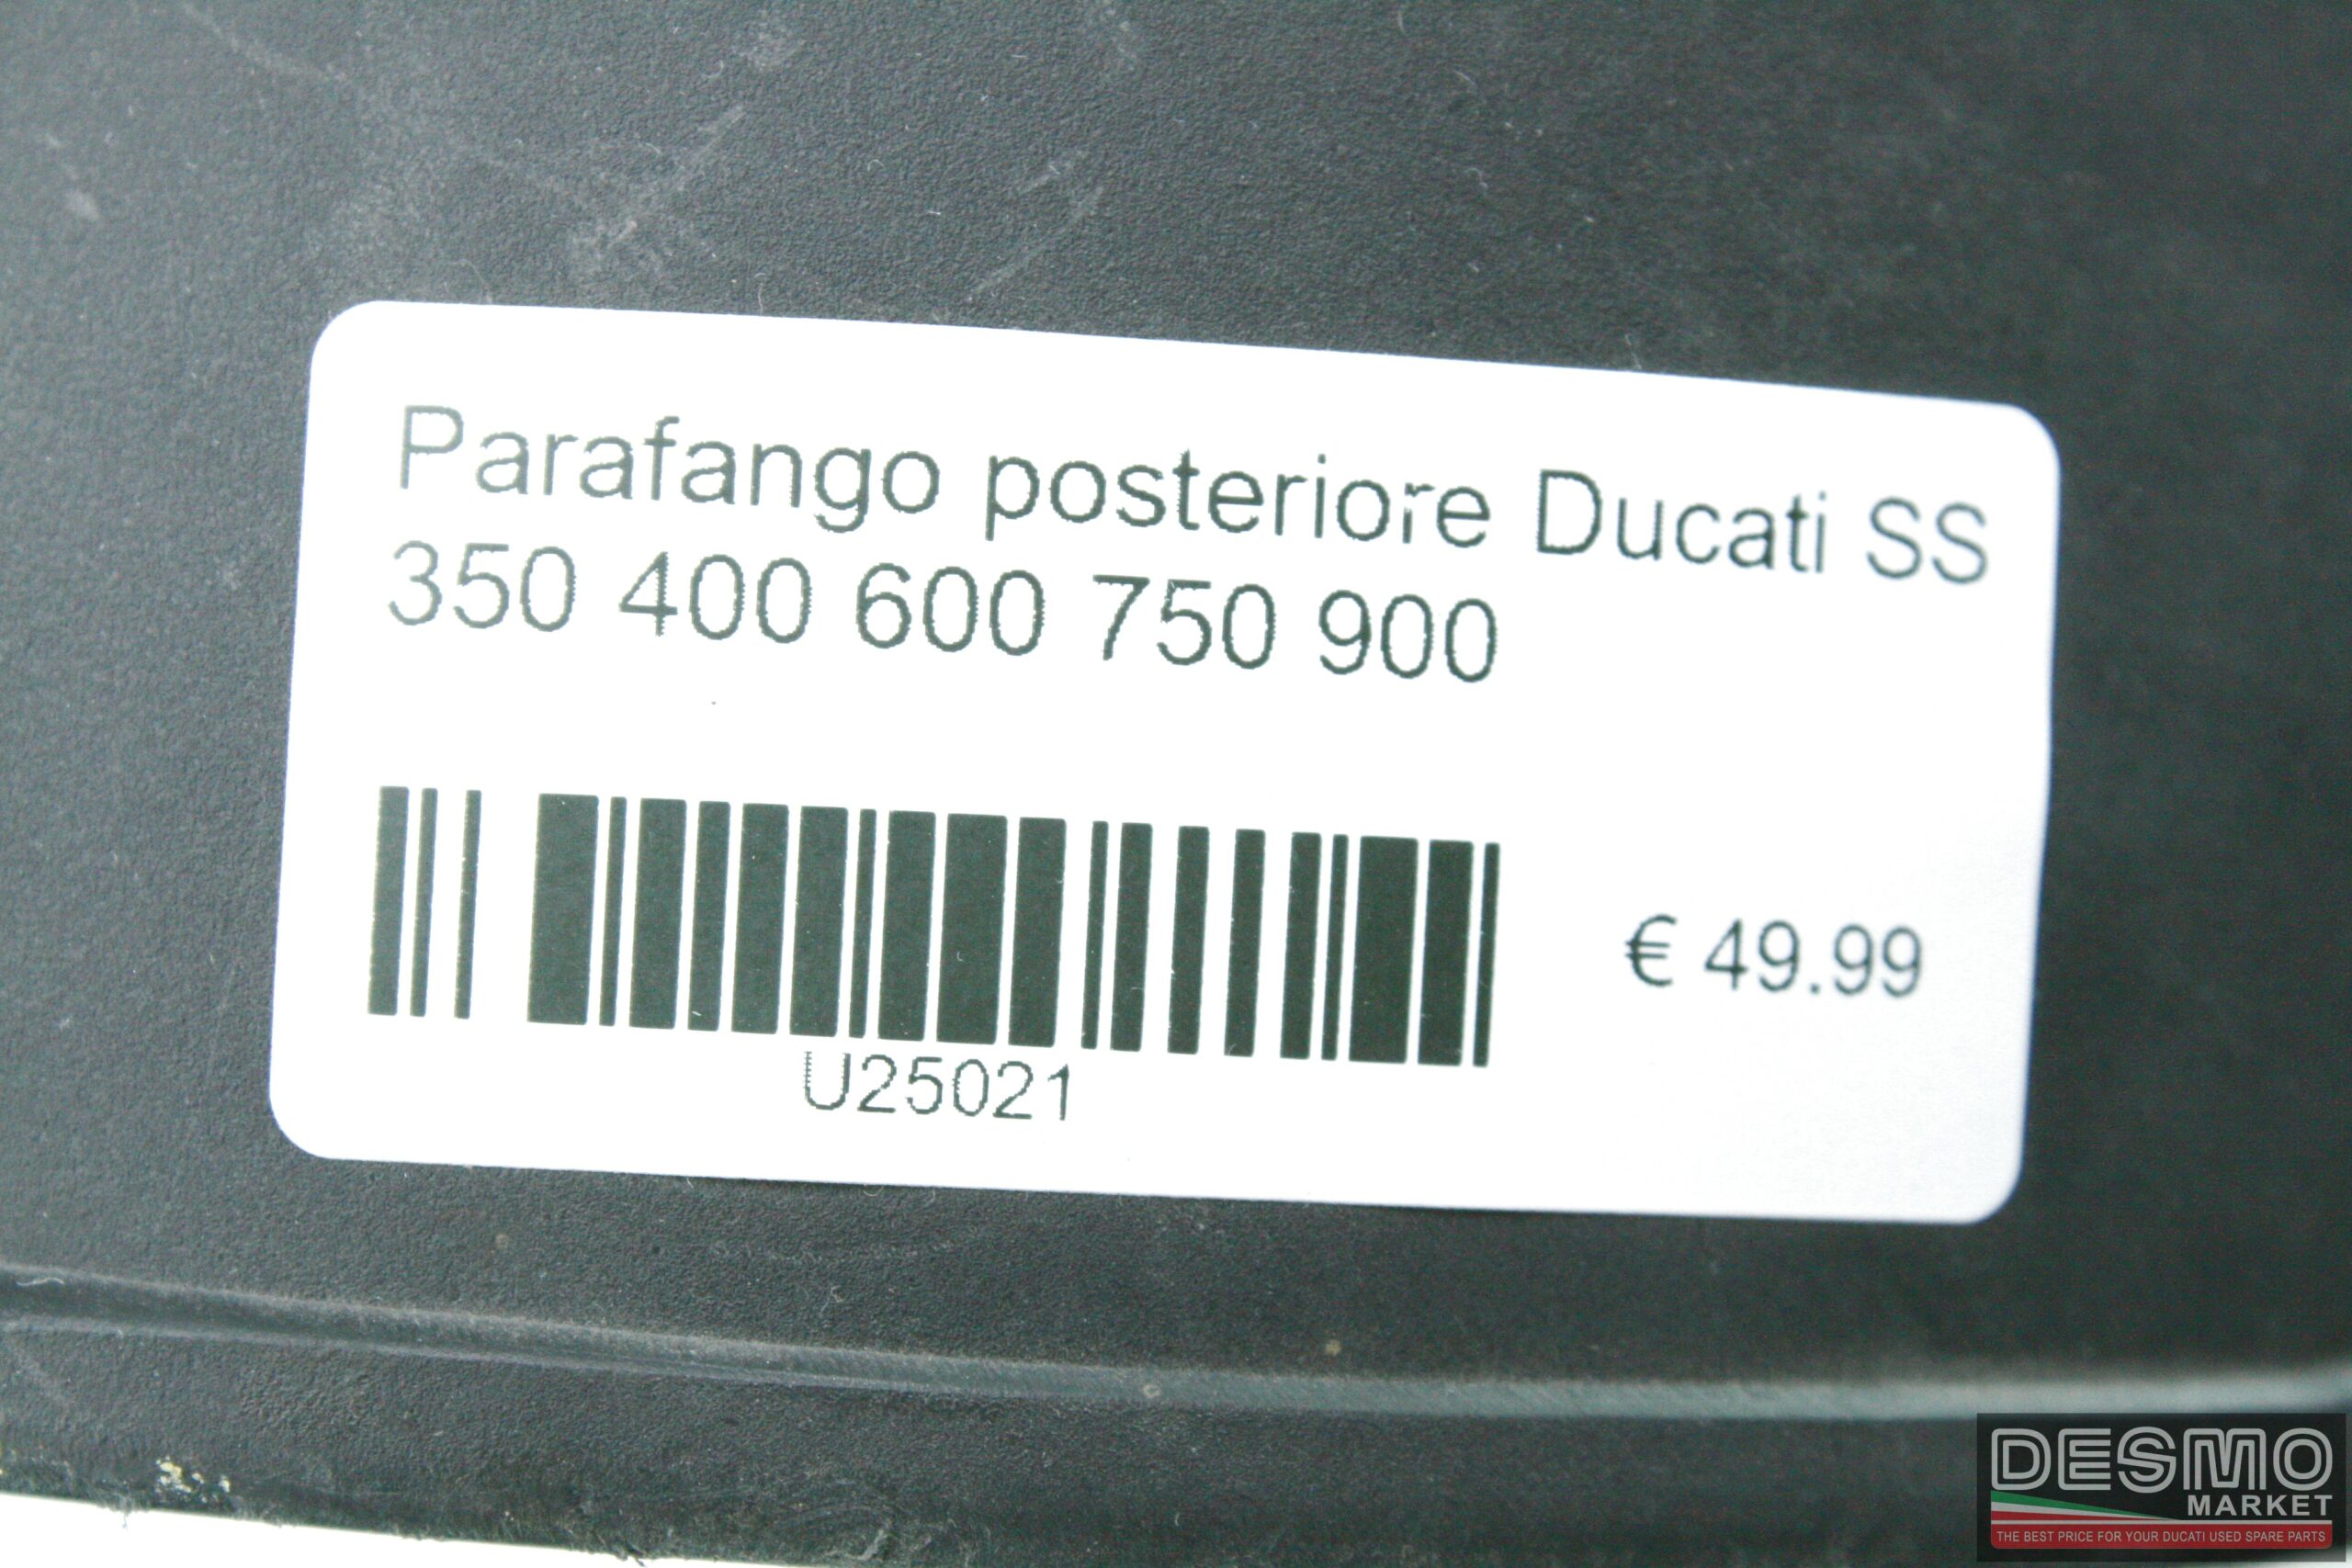 Parafango posteriore Ducati SS
350 400 600 750 900
€ 49.99
U25021
DESMO
MARKET
THE BEST PRICE FOR YOUR DUCATI USED SPARE PARTS